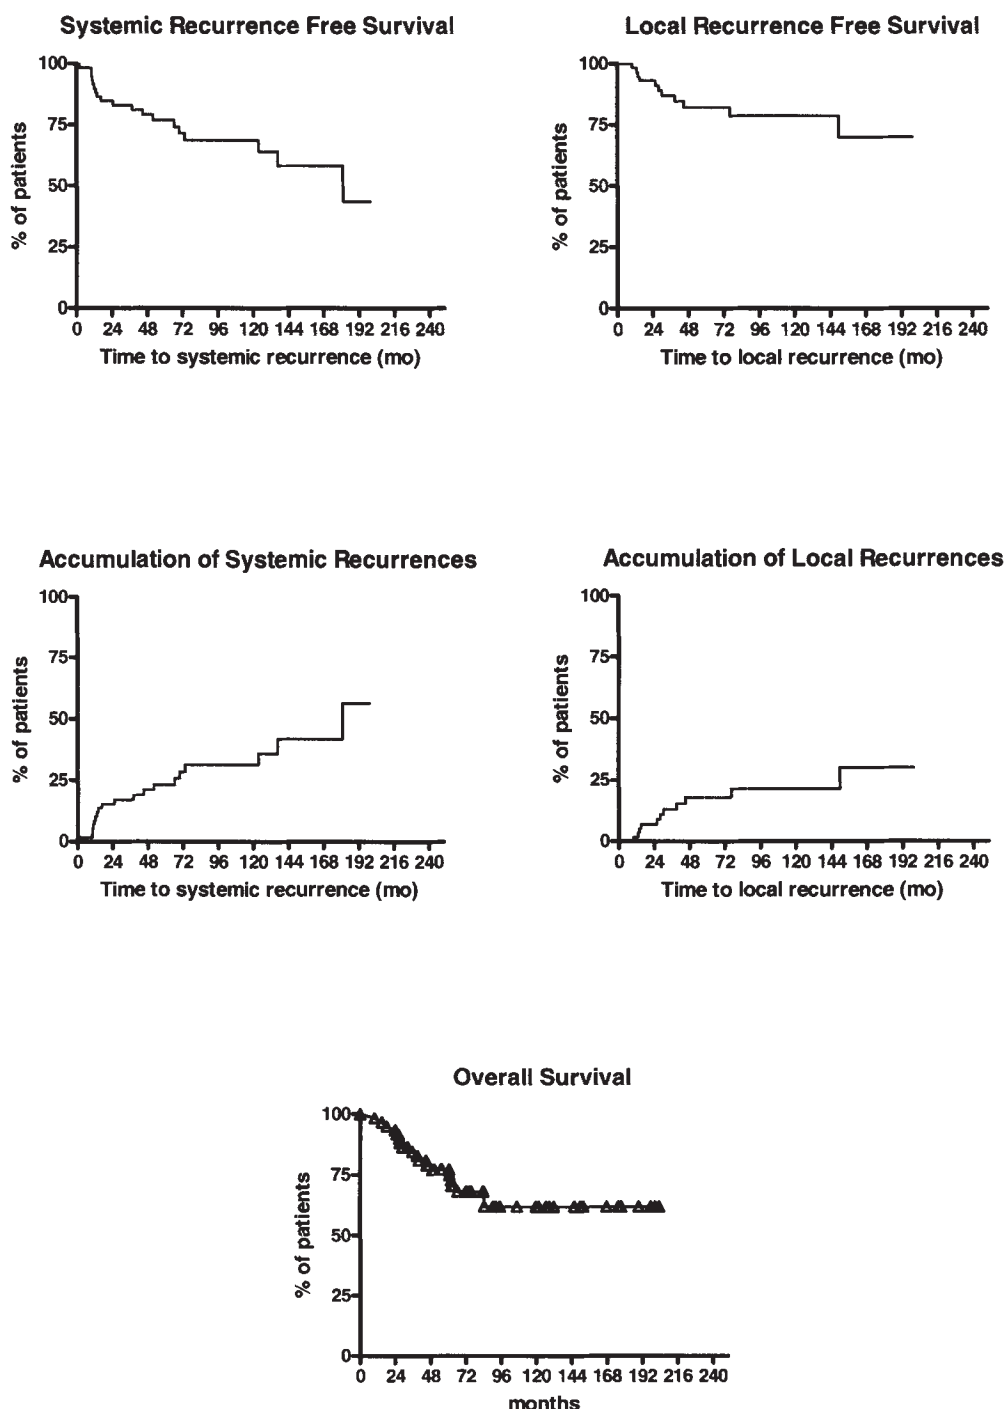 Systemic Recurrence Free Survival
100
75
50
25
0
% of patients
0 24 48 72 96 120 144 168 192 216 240
Time to systemic recurrence (mo)
Local Recurrence Free Survival
100
75
50
25
0
% of patients
0 24 48 72 96 120 144 168 192 216 240
Time to local recurrence (mo)
Accumulation of Systemic Recurrences
100
75
50
25
0
% of patients
0 24 48 72 96 120 144 168 192 216 240
Time to systemic recurrence (mo)
Accumulation of Local Recurrences
100
75
50
25
0
% of patients
0 24 48 72 96 120 144 168 192 216 240
Time to local recurrence (mo)
Overall Survival
100
75
50
25
0
% of patients
0 24 48 72 96 120 144 168 192 216 240
months